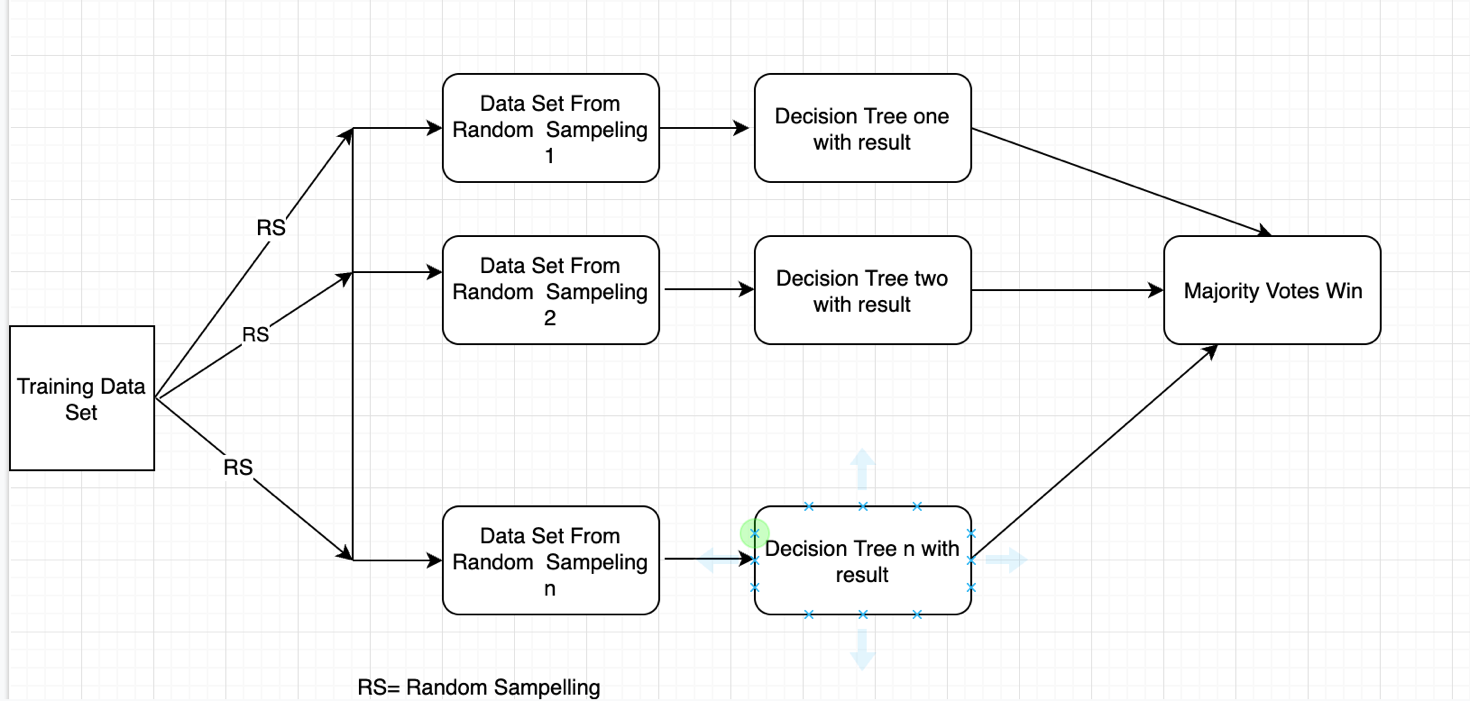 Data Set From
Random Sampeling
1
Decision Tree one
with result
RS
Data Set From
Random Sampeling
2
Decision Tree two
with result
Majority Votes Win
RS
Training Data
Set
RS
Data Set From
Random Sampeling
n
Decision Tree n with
result
RS= Random Sampelling